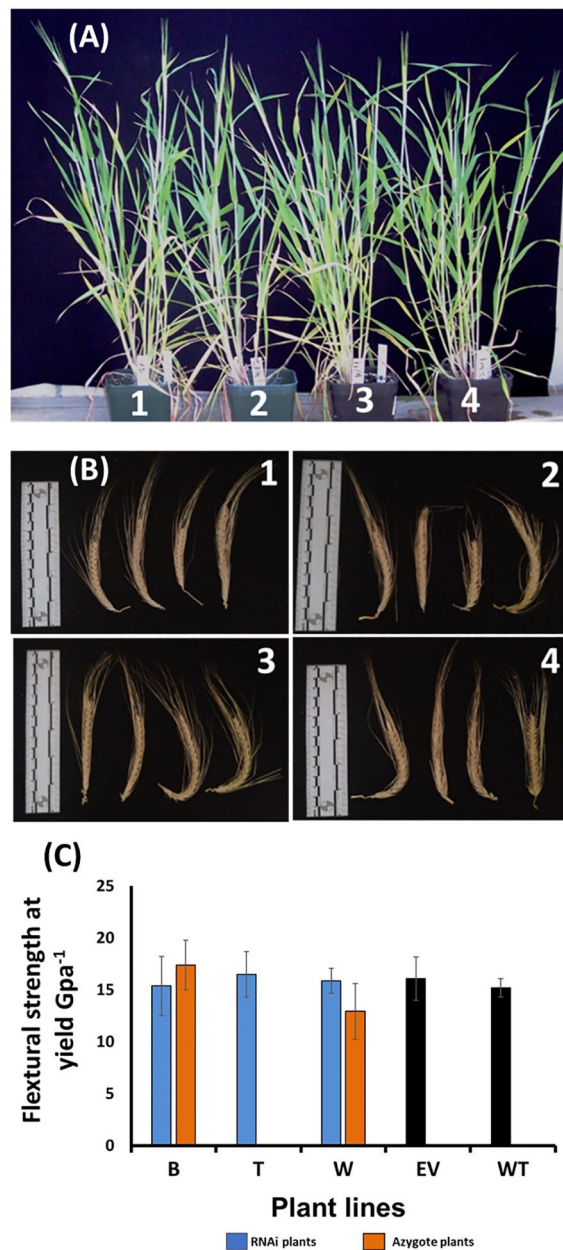 (A)
1 2 3 4
(B)
1
2
3
4
(C)
Flextural strength at
yield Gpa⁻¹
25
20
15
10
5
0
B T W EV WT
Plant lines
RNAi plants Azygote plants